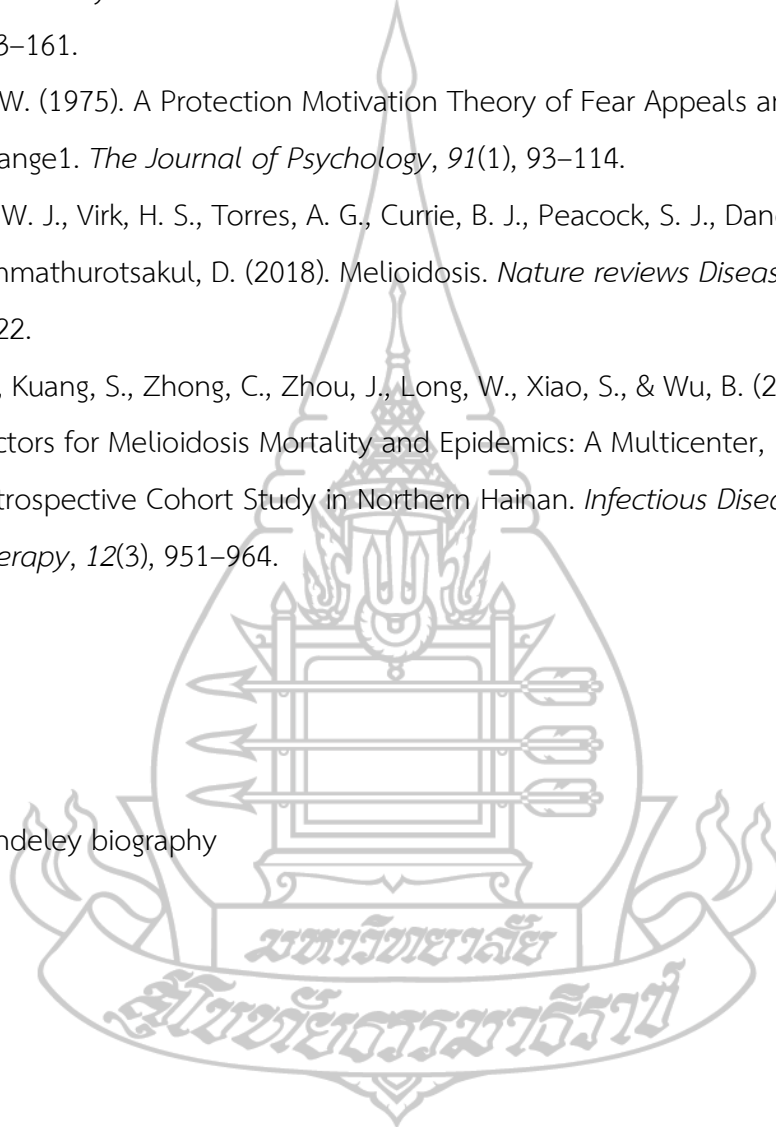 3–161.
W. (1975). A Protection Motivation Theory of Fear Appeals a
ange1. The Journal of Psychology, 91(1), 93–114.
W. J., Virk, H. S., Torres, A. G., Currie, B. J., Peacock, S. J., Dan
nmathurotsakul, D. (2018). Melioidosis. Nature reviews Diseas
22.
, Kuang, S., Zhong, C., Zhou, J., Long, W., Xiao, S., & Wu, B. (2
ctors for Melioidosis Mortality and Epidemics: A Multicenter,
trospective Cohort Study in Northern Hainan. Infectious Disea
erapy, 12(3), 951–964.
ndeley biography
มหาวิทยาลัย
สุโขทัยธรรมาธิราช